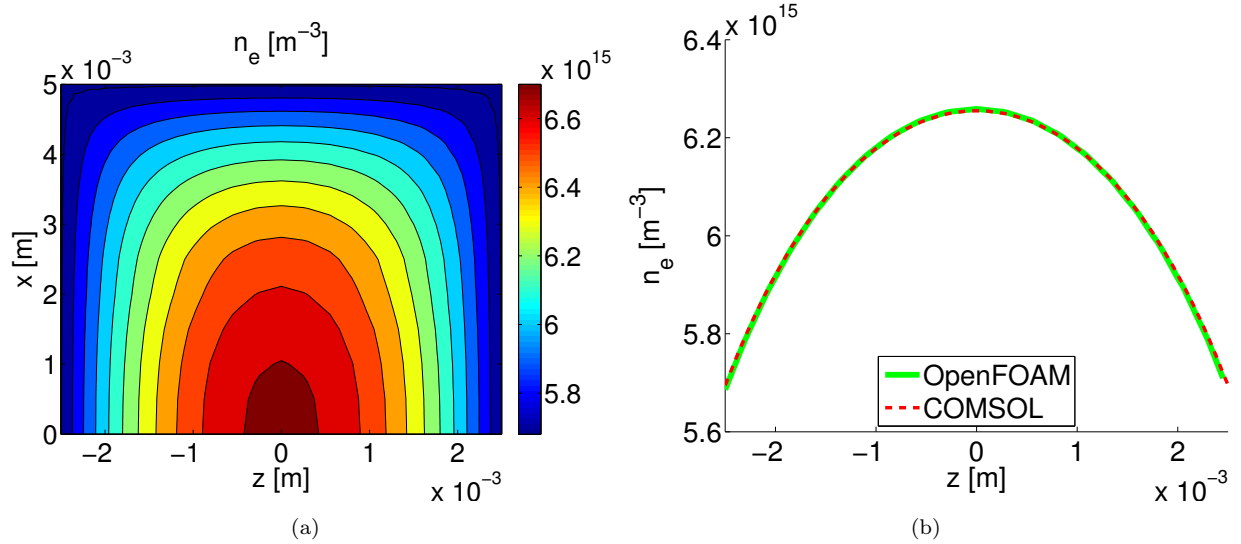 n_e [m^−3]
x 10^−3
x 10^15
5
4
3
2
1
0
x [m]
6.6
6.4
6.2
6
5.8
−2
−1
0
1
2
z [m]
x 10^−3
(a)
x 10^15
6.4
6.2
6
5.8
5.6
n_e [m^−3]
OpenFOAM
COMSOL
−2
−1
0
1
2
z [m]
x 10^−3
(b)